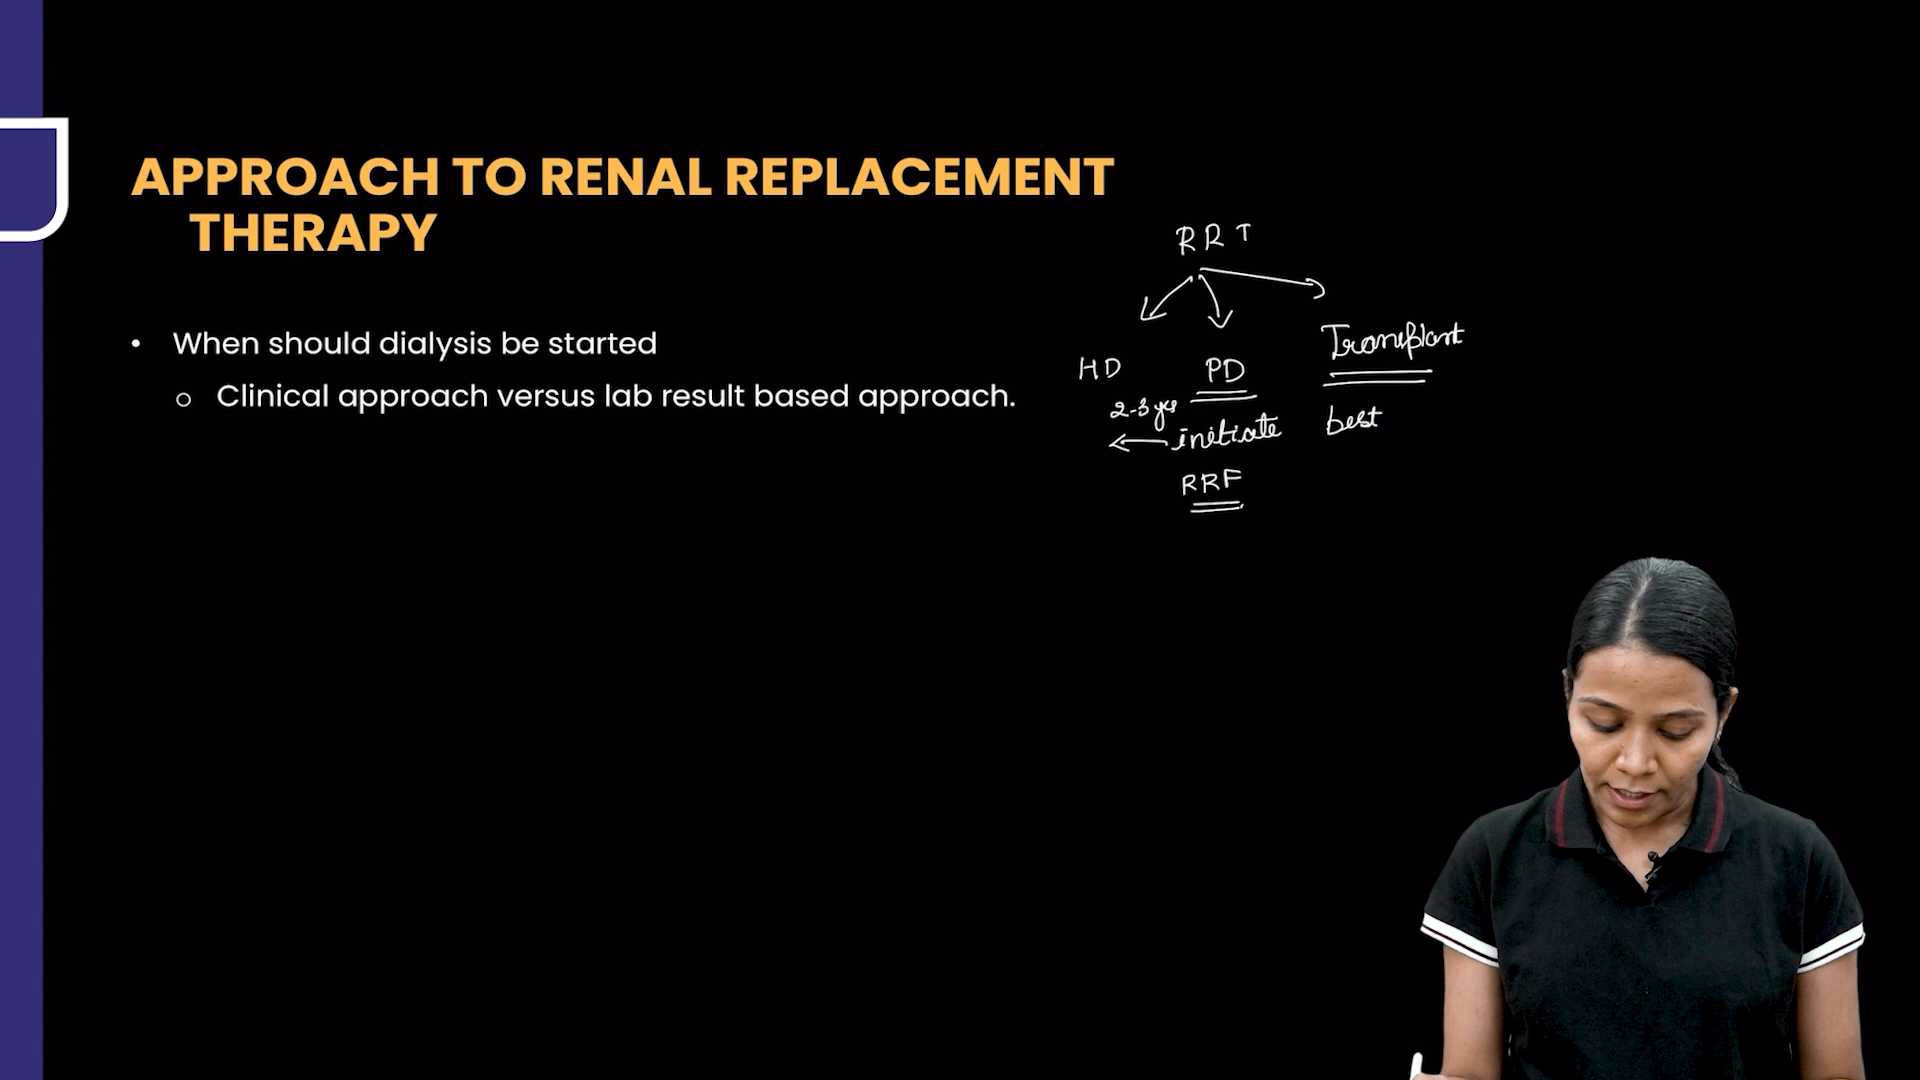 APPROACH TO RENAL REPLACEMENT
THERAPY
• When should dialysis be started
o Clinical approach versus lab result based approach.
RRT
HD PD Transplant
2-3 yrs
initiate best
RRF